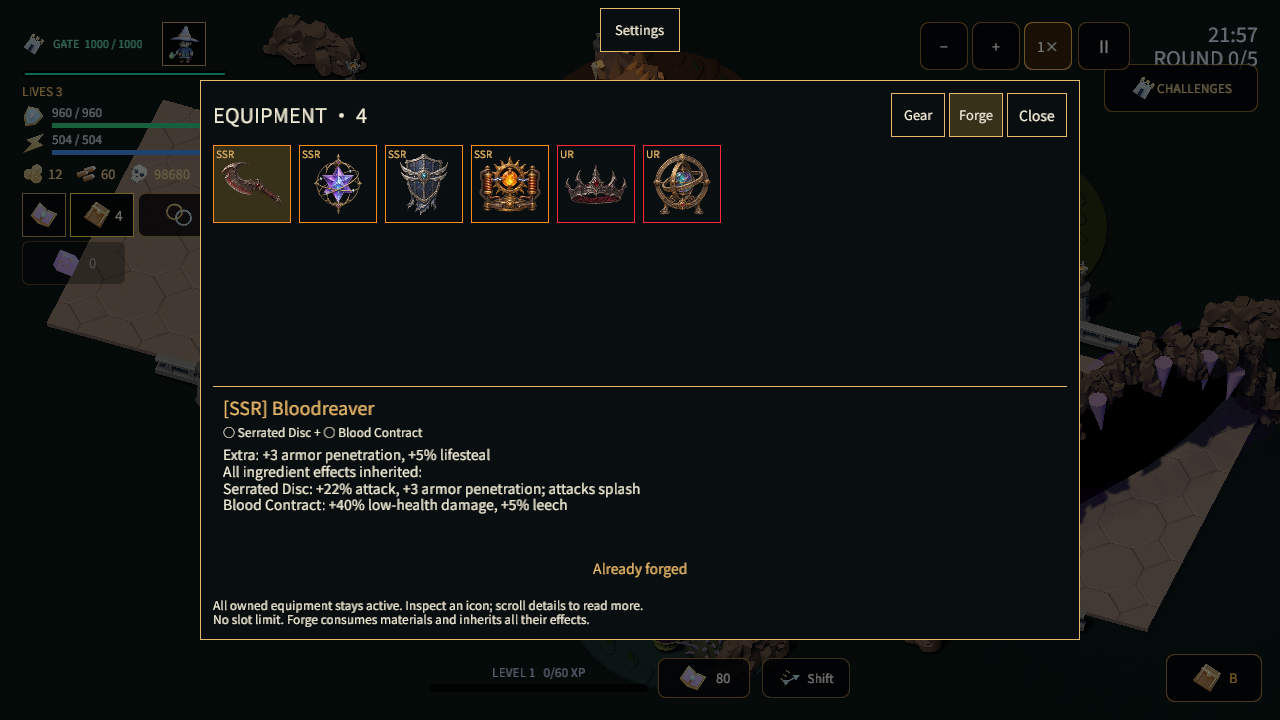 Settings
GATE 1000 / 1000
21:57
ROUND 0/5
− + 1× II
CHALLENGES
LIVES 3
960 / 960
504 / 504
12 60 98680
4
0
EQUIPMENT • 4
Gear Forge Close
SSR SSR SSR SSR UR UR
[SSR] Bloodreaver
○ Serrated Disc + ○ Blood Contract
Extra: +3 armor penetration, +5% lifesteal
All ingredient effects inherited:
Serrated Disc: +22% attack, +3 armor penetration; attacks splash
Blood Contract: +40% low-health damage, +5% leech
Already forged
All owned equipment stays active. Inspect an icon; scroll details to read more.
No slot limit. Forge consumes materials and inherits all their effects.
LEVEL 1 0/60 XP
80
Shift
B